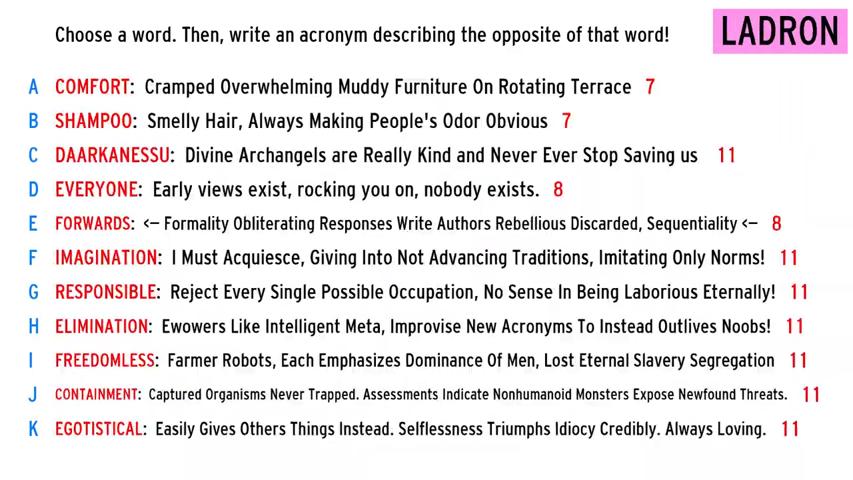 Choose a word. Then, write an acronym describing the opposite of that word!
LADRON
A COMFORT: Cramped Overwhelming Muddy Furniture On Rotating Terrace 7
B SHAMPOO: Smelly Hair, Always Making People's Odor Obvious 7
C DAARKANESSU: Divine Archangels are Really Kind and Never Ever Stop Saving us 11
D EVERYONE: Early views exist, rocking you on, nobody exists. 8
E FORWARDS: <– Formality Obliterating Responses Write Authors Rebellious Discarded, Sequentiality <– 8
F IMAGINATION: I Must Acquiesce, Giving Into Not Advancing Traditions, Imitating Only Norms! 11
G RESPONSIBLE: Reject Every Single Possible Occupation, No Sense In Being Laborious Eternally! 11
H ELIMINATION: Ewowers Like Intelligent Meta, Improvise New Acronyms To Instead Outlives Noobs! 11
I FREEDOMLESS: Farmer Robots, Each Emphasizes Dominance Of Men, Lost Eternal Slavery Segregation 11
J CONTAINMENT: Captured Organisms Never Trapped. Assessments Indicate Nonhumanoid Monsters Expose Newfound Threats. 11
K EGOTISTICAL: Easily Gives Others Things Instead. Selflessness Triumphs Idiocy Credibly. Always Loving. 11